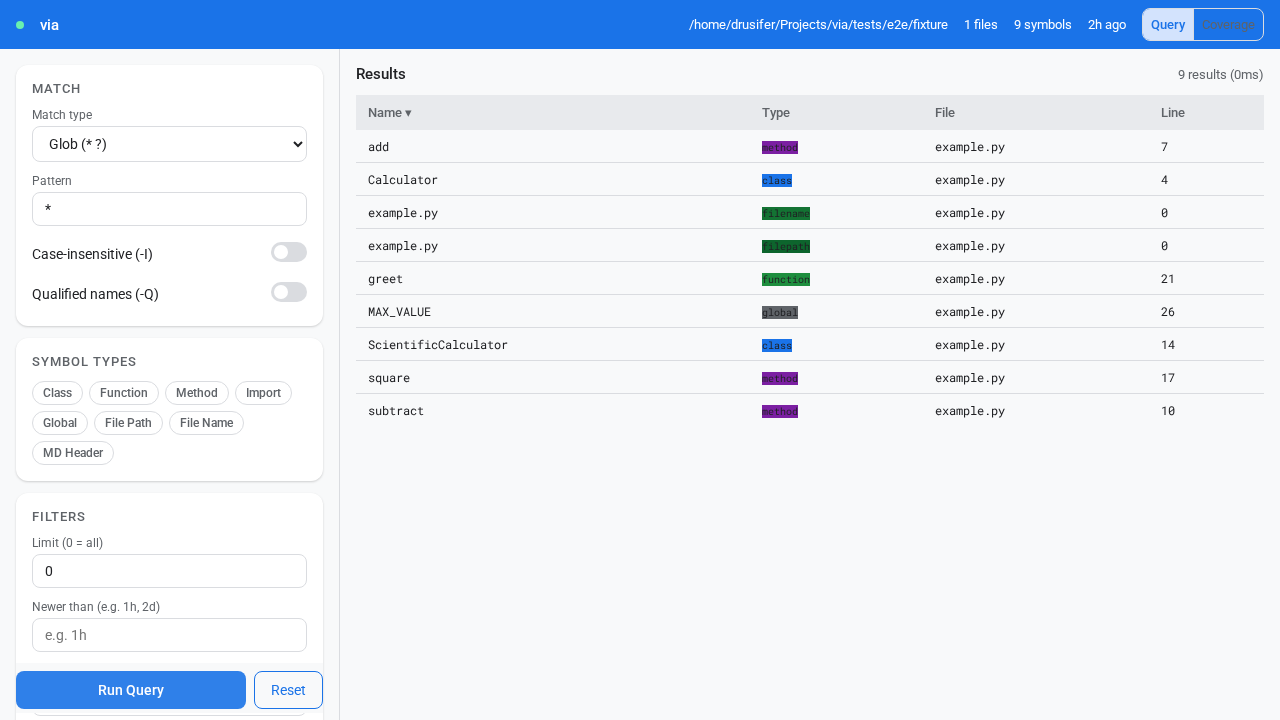 via /home/drusifer/Projects/via/tests/e2e/fixture 1 files 9 symbols 2h ago Query Coverage
MATCH
Match type
Glob (* ?)
Pattern
*
Case-insensitive (-I)
Qualified names (-Q)
SYMBOL TYPES
Class Function Method Import
Global File Path File Name
MD Header
FILTERS
Limit (0 = all)
0
Newer than (e.g. 1h, 2d)
e.g. 1h
Run Query Reset
Results 9 results (0ms)
Name ▾ Type File Line
add method example.py 7
Calculator class example.py 4
example.py filename example.py 0
example.py filepath example.py 0
greet function example.py 21
MAX_VALUE global example.py 26
ScientificCalculator class example.py 14
square method example.py 17
subtract method example.py 10